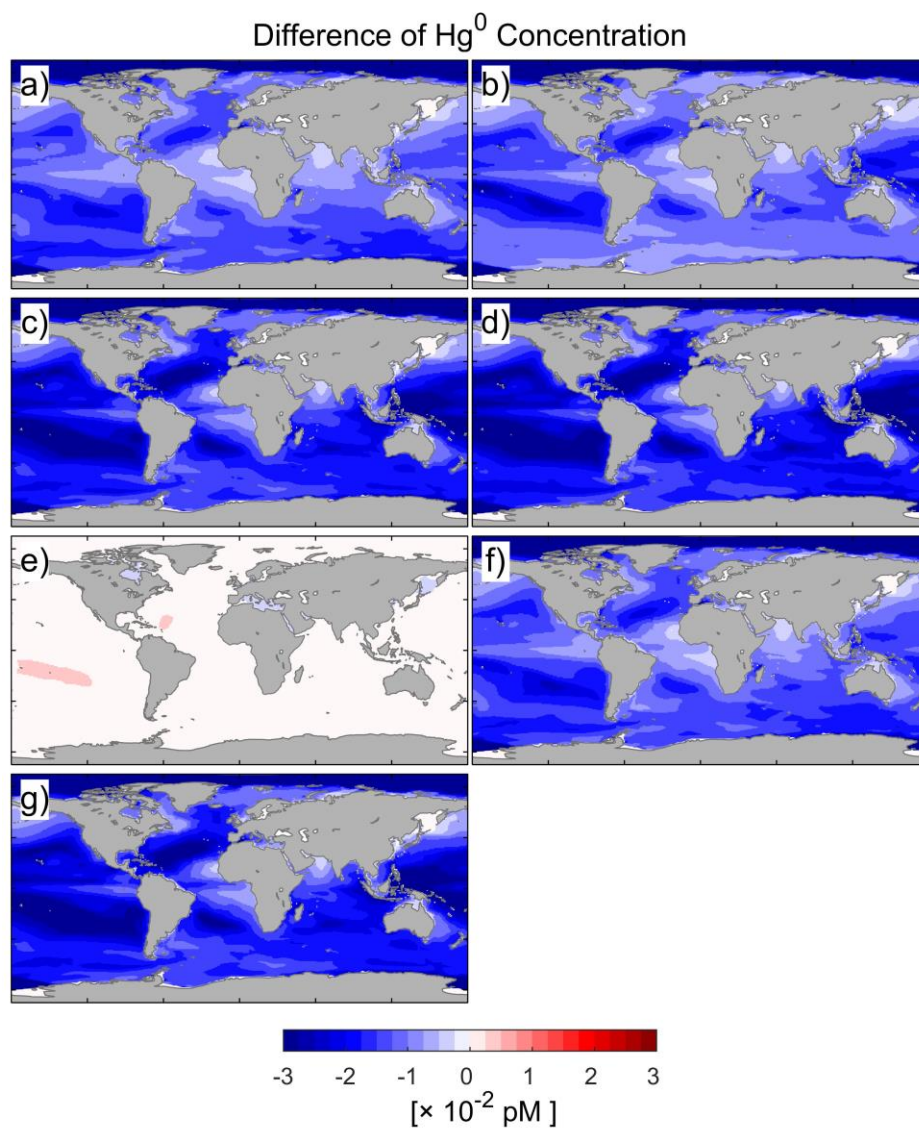 Difference of Hg⁰ Concentration
a)
b)
c)
d)
e)
f)
g)
-3 -2 -1 0 1 2 3
[× 10⁻² pM ]